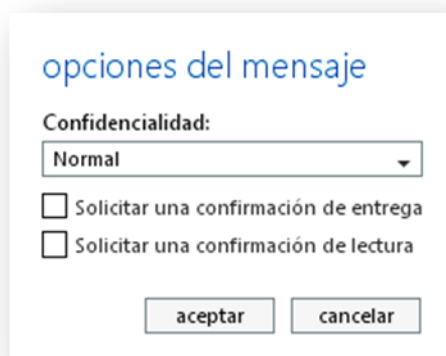 opciones del mensaje
Confidencialidad:
Normal
Solicitar una confirmación de entrega
Solicitar una confirmación de lectura
aceptar cancelar